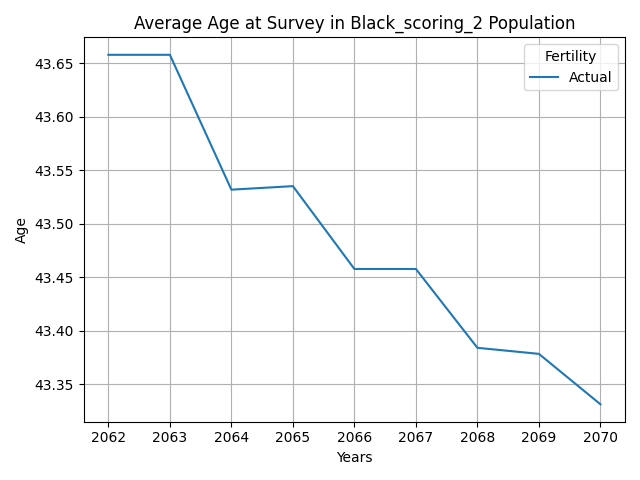 Average Age at Survey in Black_scoring_2 Population
Fertility
Actual
43.65
43.60
43.55
43.50
43.45
43.40
43.35
Age
2062 2063 2064 2065 2066 2067 2068 2069 2070
Years